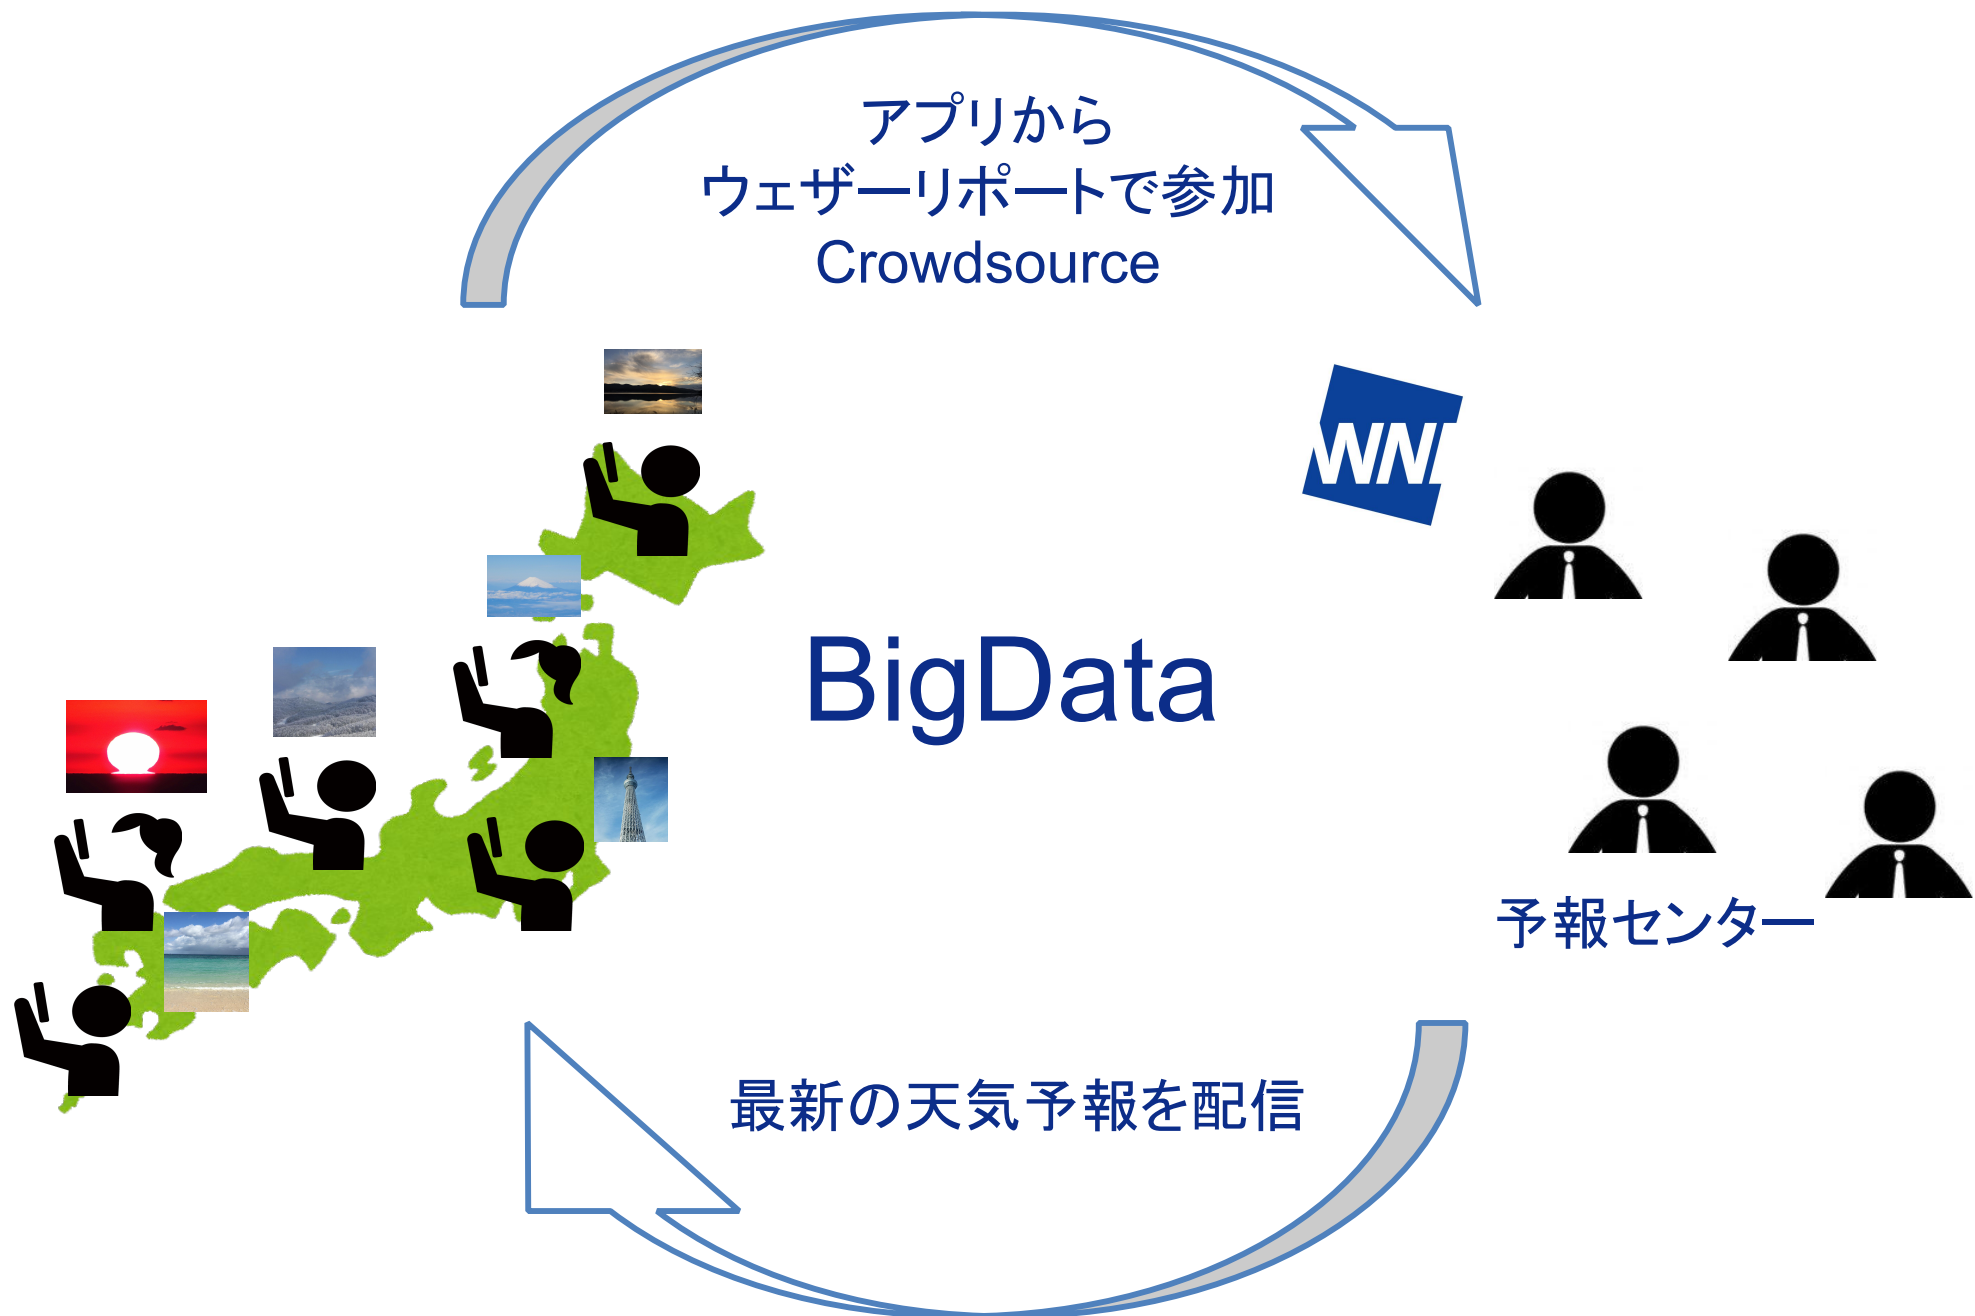 アプリから
ウェザーリポートで参加
Crowdsource
WNI
BigData
予報センター
最新の天気予報を配信